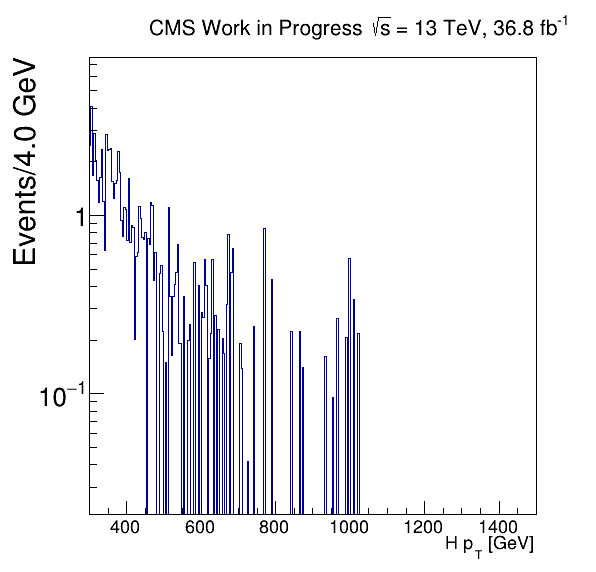 CMS Work in Progress √s = 13 TeV, 36.8 fb⁻¹
Events/4.0 GeV
1
10⁻¹
400 600 800 1000 1200 1400
H p_T [GeV]